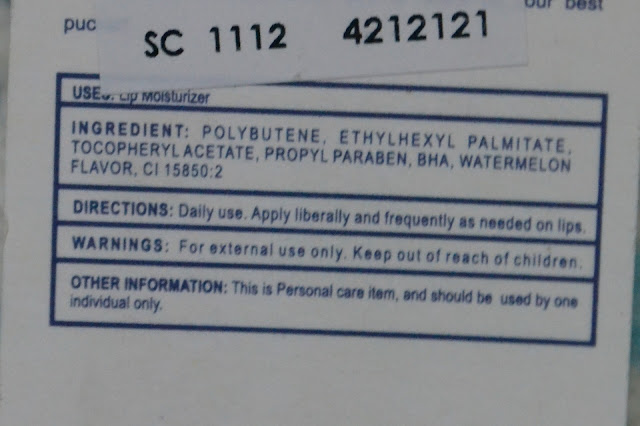 our best
puc
SC 1112 4212121
USES: Lip Moisturizer
INGREDIENT: POLYBUTENE, ETHYLHEXYL PALMITATE,
TOCOPHERYL ACETATE, PROPYL PARABEN, BHA, WATERMELON
FLAVOR, CI 15850:2
DIRECTIONS: Daily use. Apply liberally and frequently as needed on lips.
WARNINGS: For external use only. Keep out of reach of children.
OTHER INFORMATION: This is Personal care item, and should be used by one
individual only.